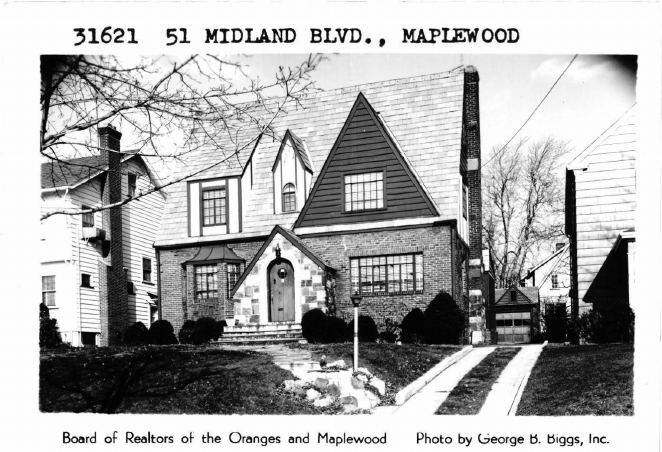 31621 51 MIDLAND BLVD., MAPLEWOOD
Board of Realtors of the Oranges and Maplewood Photo by George B. Biggs, Inc.